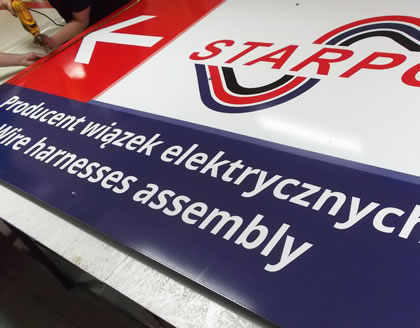 STARPO
Producent wiązek elektrycznych
Wire harnesses assembly